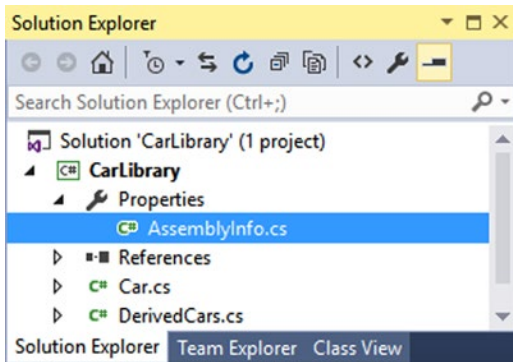 Solution Explorer
Search Solution Explorer (Ctrl+;)
Solution 'CarLibrary' (1 project)
C# CarLibrary
Properties
C# AssemblyInfo.cs
References
C# Car.cs
C# DerivedCars.cs
Solution Explorer Team Explorer Class View